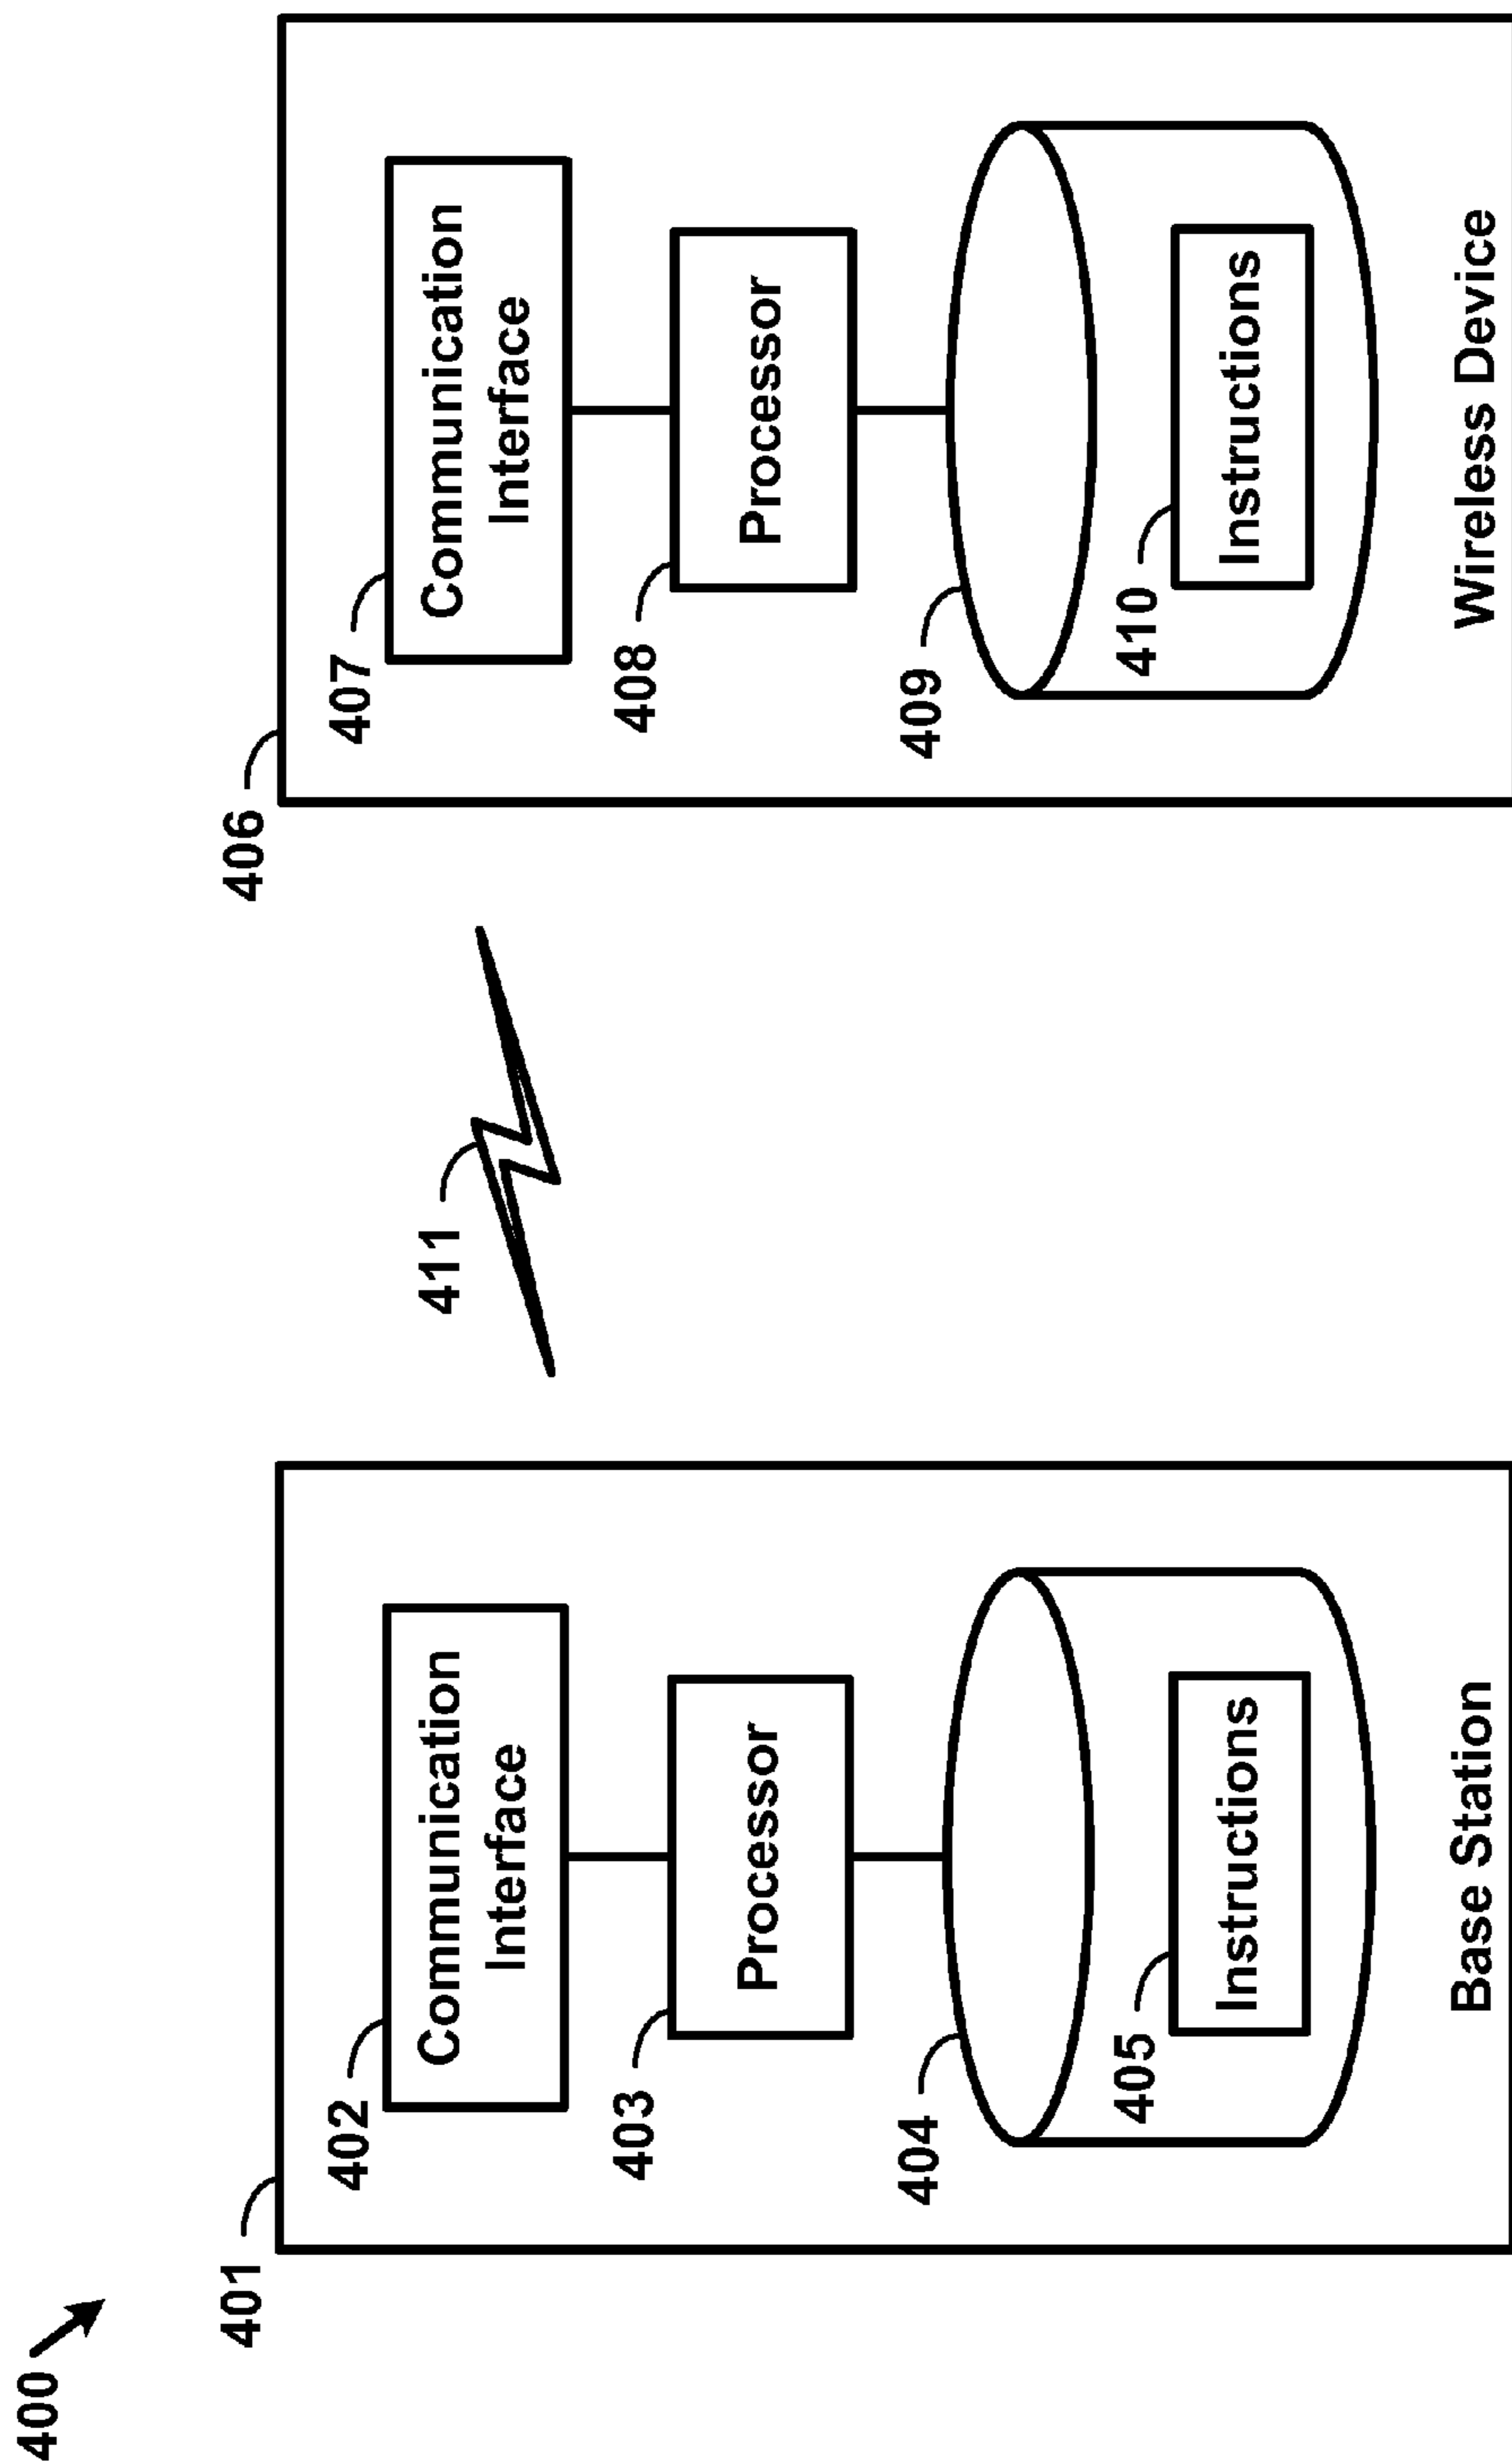 400
401
402
Communication
Interface
403
Processor
404
405
Instructions
Base Station
411
406
407
Communication
Interface
408
Processor
409
410
Instructions
Wireless Device